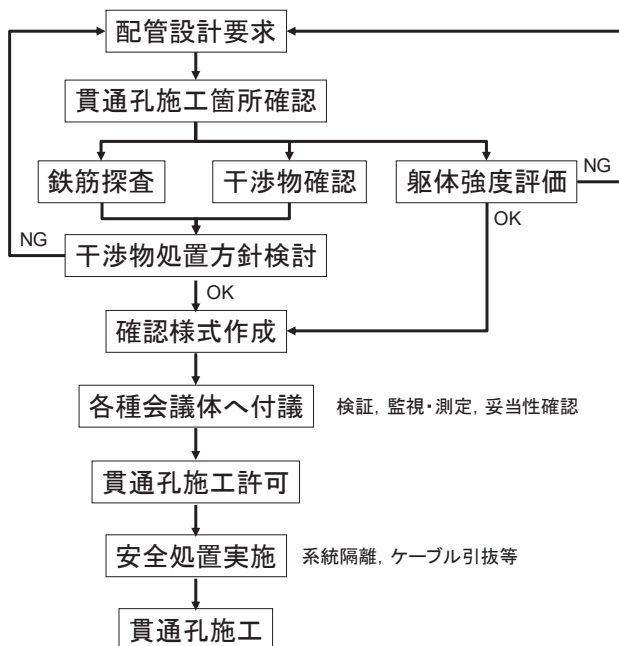 配管設計要求
貫通孔施工箇所確認
鉄筋探査
干渉物確認
躯体強度評価
NG
OK
NG
干渉物処置方針検討
OK
確認様式作成
各種会議体へ付議
検証，監視・測定，妥当性確認
貫通孔施工許可
安全処置実施
系統隔離，ケーブル引抜等
貫通孔施工